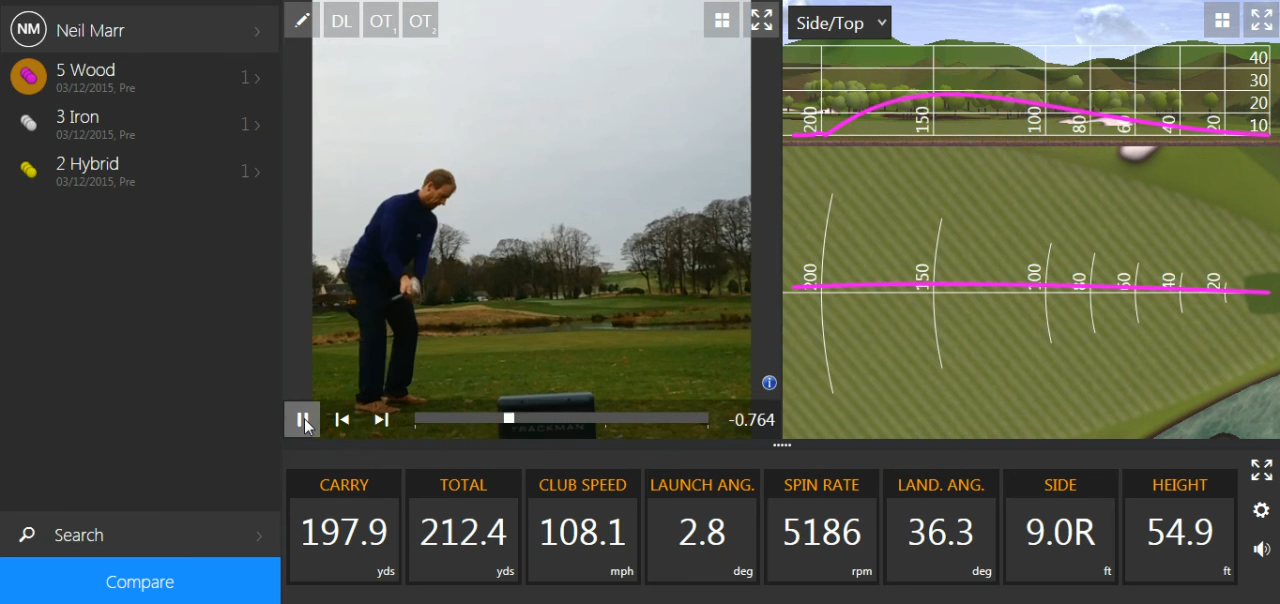 NM
Neil Marr
5 Wood
03/12/2015, Pre
1
3 Iron
03/12/2015, Pre
1
2 Hybrid
03/12/2015, Pre
1
Search
Compare
DL
OT1
OT2
TRACKMAN
-0.764
Side/Top
40
30
20
10
200
150
100
80
60
40
20
200
150
100
80
60
40
20
CARRY
197.9
yds
TOTAL
212.4
yds
CLUB SPEED
108.1
mph
LAUNCH ANG.
2.8
deg
SPIN RATE
5186
rpm
LAND. ANG.
36.3
deg
SIDE
9.0R
ft
HEIGHT
54.9
ft